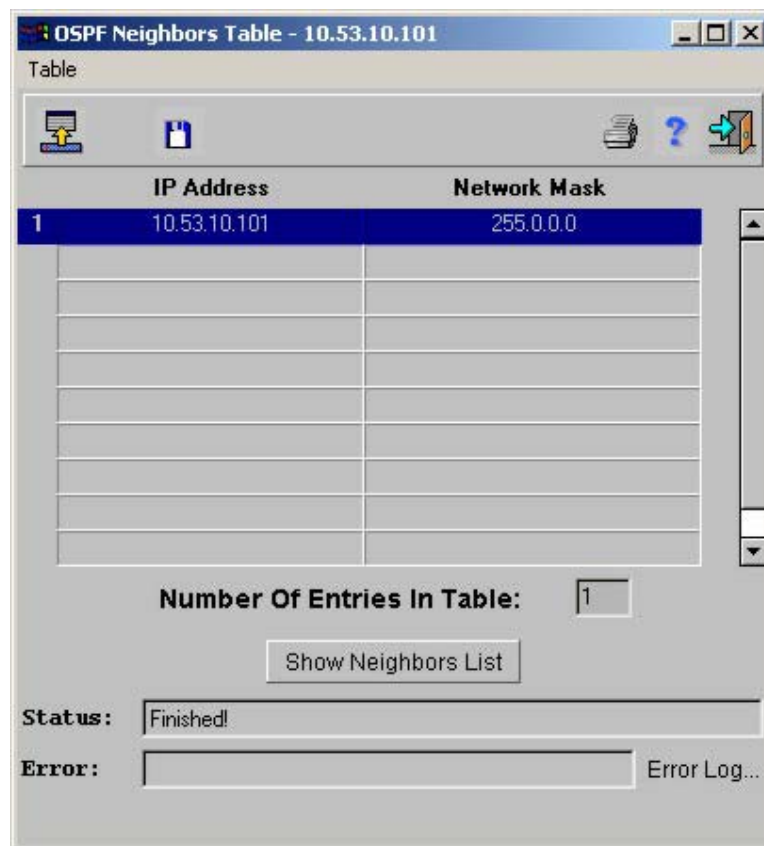 OSPF Neighbors Table - 10.53.10.101
Table
IP Address Network Mask
1 10.53.10.101 255.0.0.0
Number Of Entries In Table: 1
Show Neighbors List
Status: Finished!
Error: Error Log...